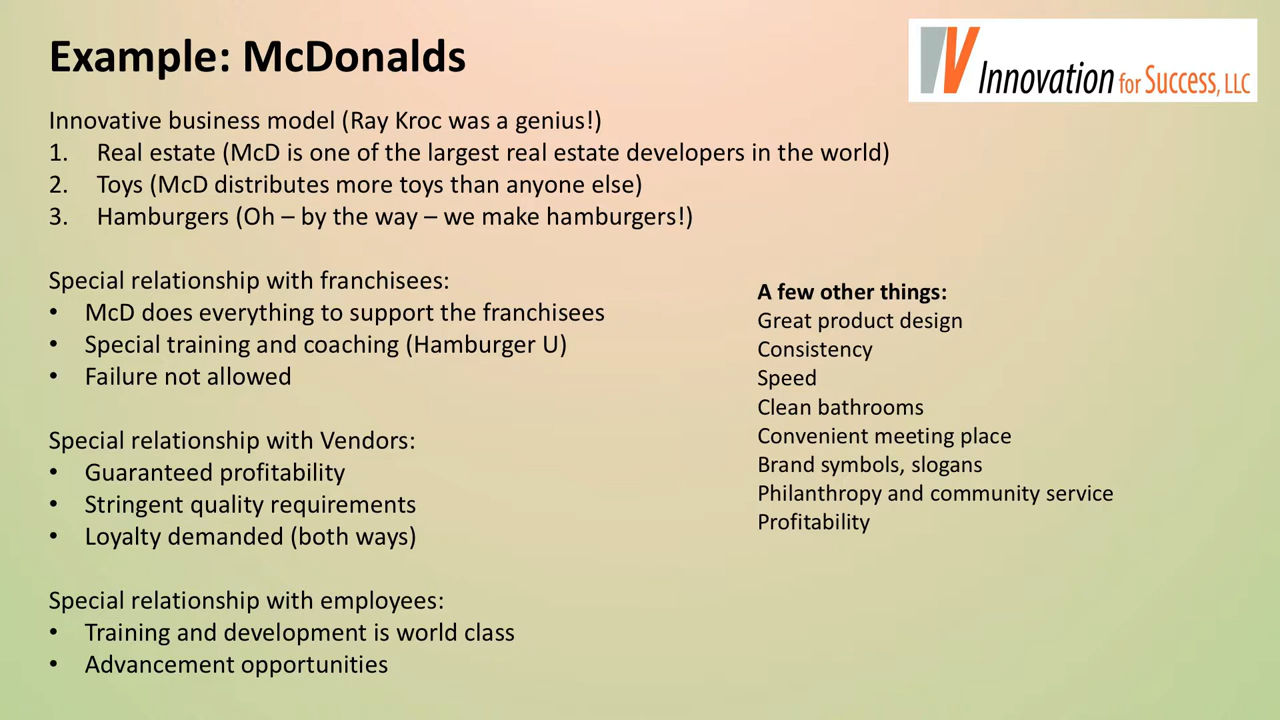 Example: McDonalds
Innovation for Success, LLC
Innovative business model (Ray Kroc was a genius!)
1. Real estate (McD is one of the largest real estate developers in the world)
2. Toys (McD distributes more toys than anyone else)
3. Hamburgers (Oh – by the way – we make hamburgers!)
Special relationship with franchisees:
• McD does everything to support the franchisees
• Special training and coaching (Hamburger U)
• Failure not allowed
Special relationship with Vendors:
• Guaranteed profitability
• Stringent quality requirements
• Loyalty demanded (both ways)
Special relationship with employees:
• Training and development is world class
• Advancement opportunities
A few other things:
Great product design
Consistency
Speed
Clean bathrooms
Convenient meeting place
Brand symbols, slogans
Philanthropy and community service
Profitability